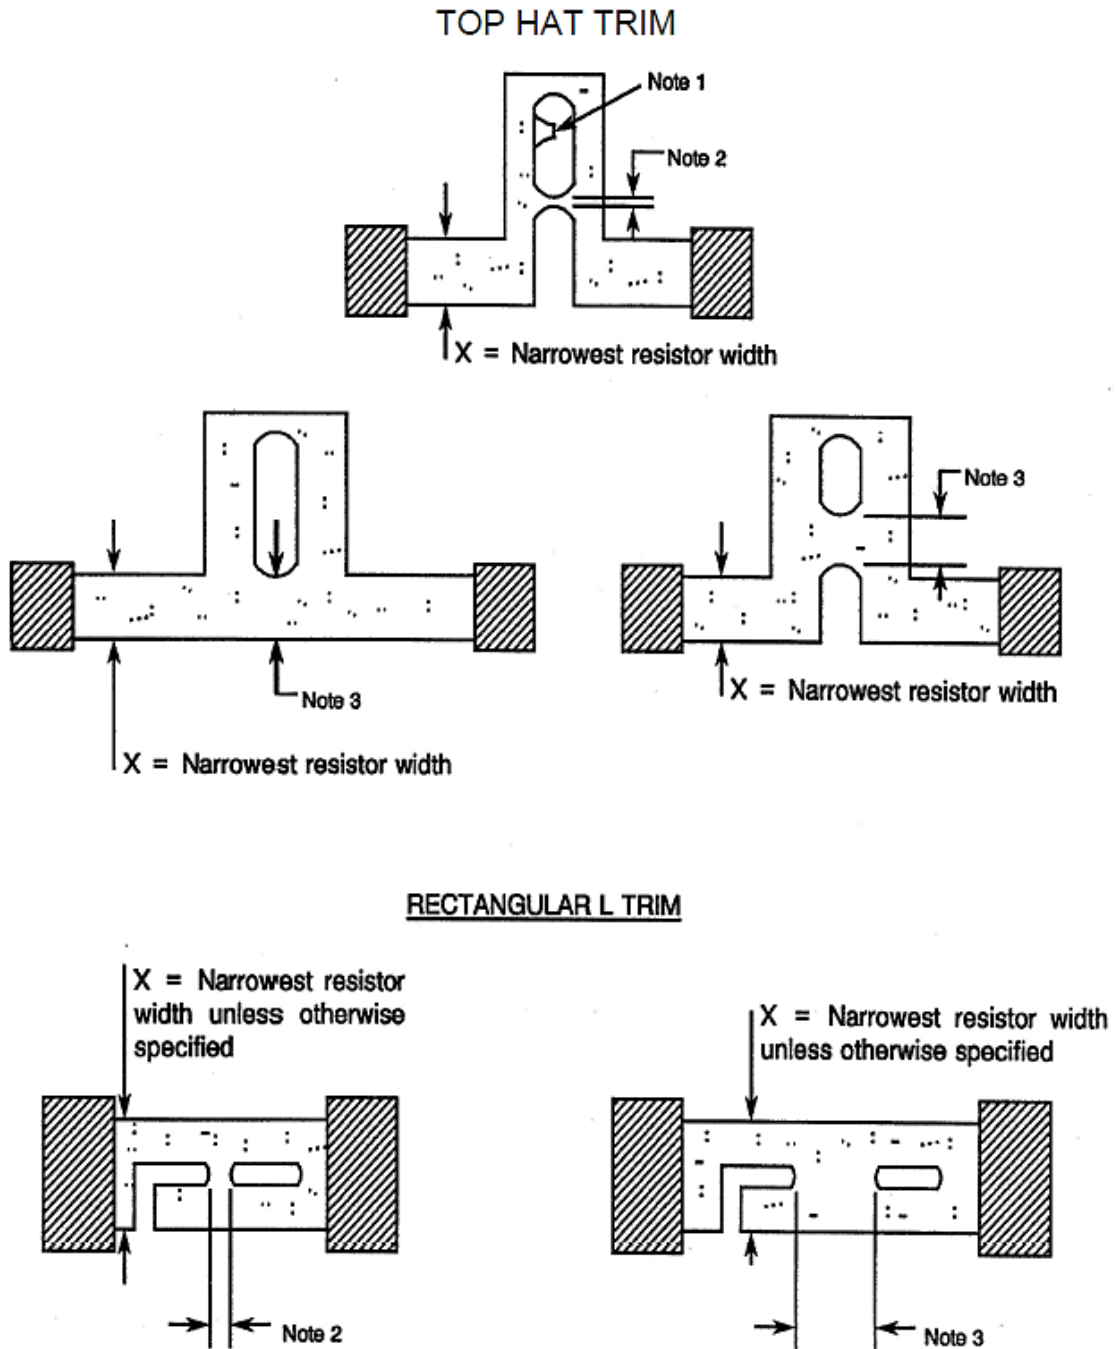 TOP HAT TRIM
Note 1
Note 2
X = Narrowest resistor width
Note 3
Note 3
X = Narrowest resistor width
X = Narrowest resistor width
RECTANGULAR L TRIM
X = Narrowest resistor
width unless otherwise
specified
X = Narrowest resistor width
unless otherwise specified
Note 2
Note 3